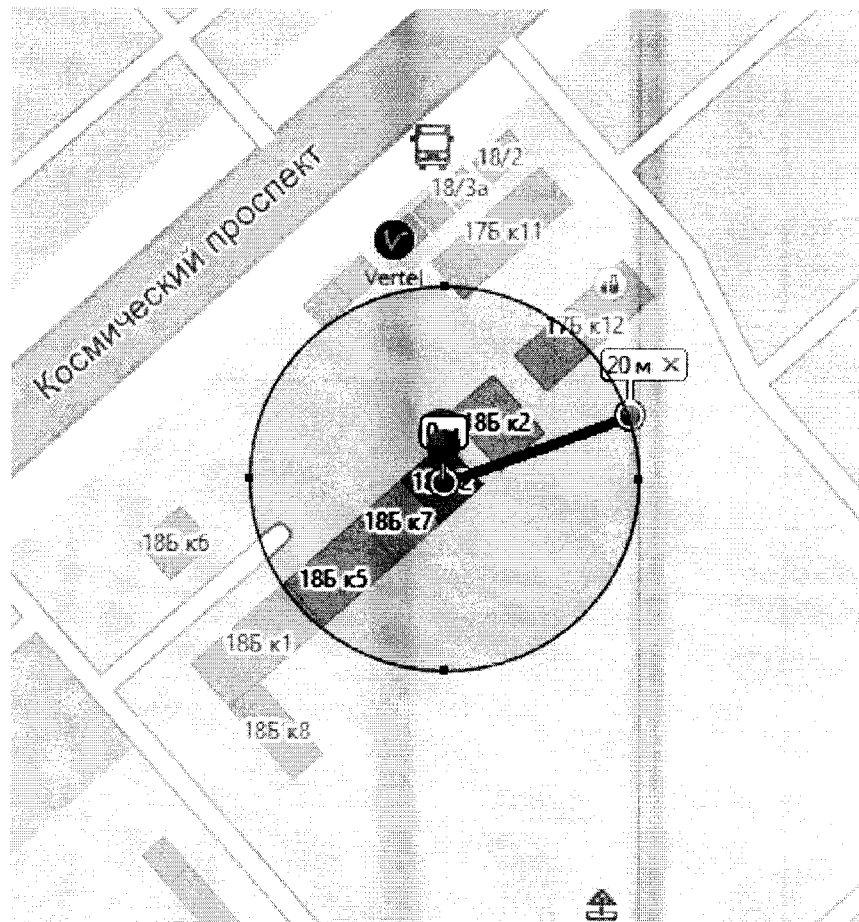 18/2
18/3а
17Б к11
Космический проспект
Vertel
17Б к12
20 м ×
18Б к2
18Б к7
18Б к6
18Б к5
18Б к1
18Б к8